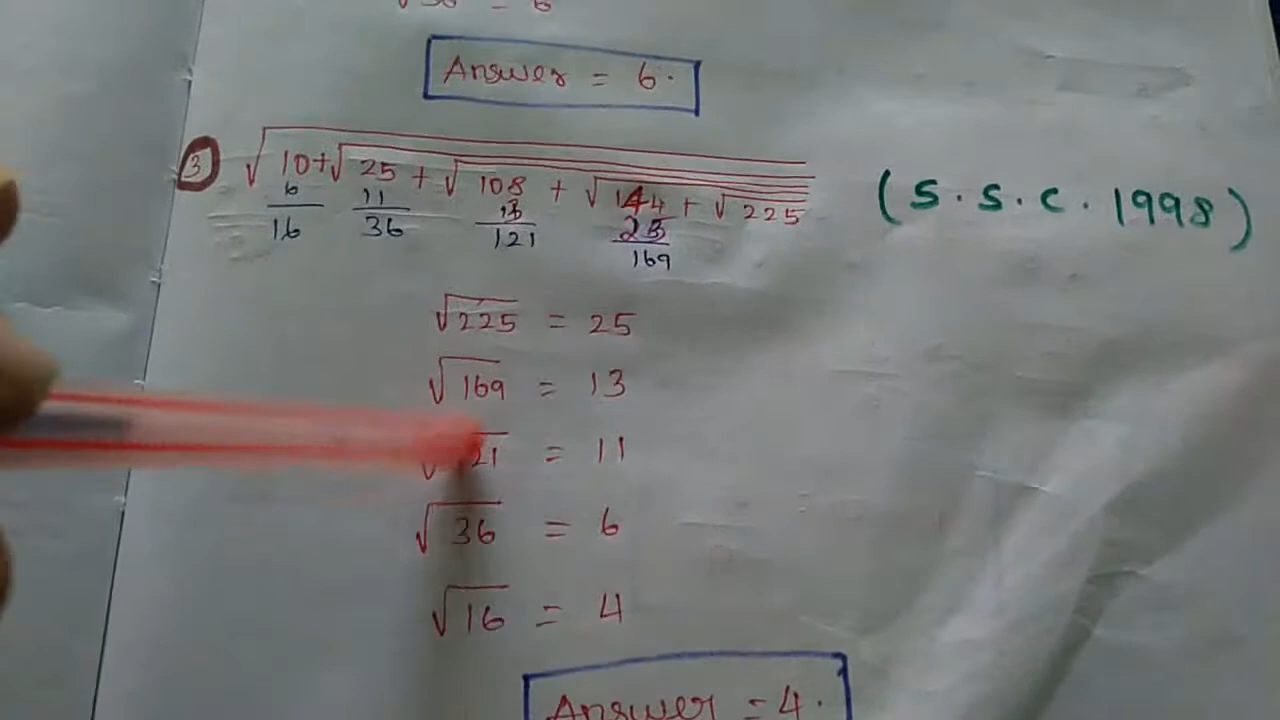 Answer = 6.
3 √10+√25 + √108 + √144 + √225 (S.S.C. 1998)
6 11 13 25
16 36 121 169
√225 = 25
√169 = 13
21 = 11
√36 = 6
√16 = 4
Answer = 4.